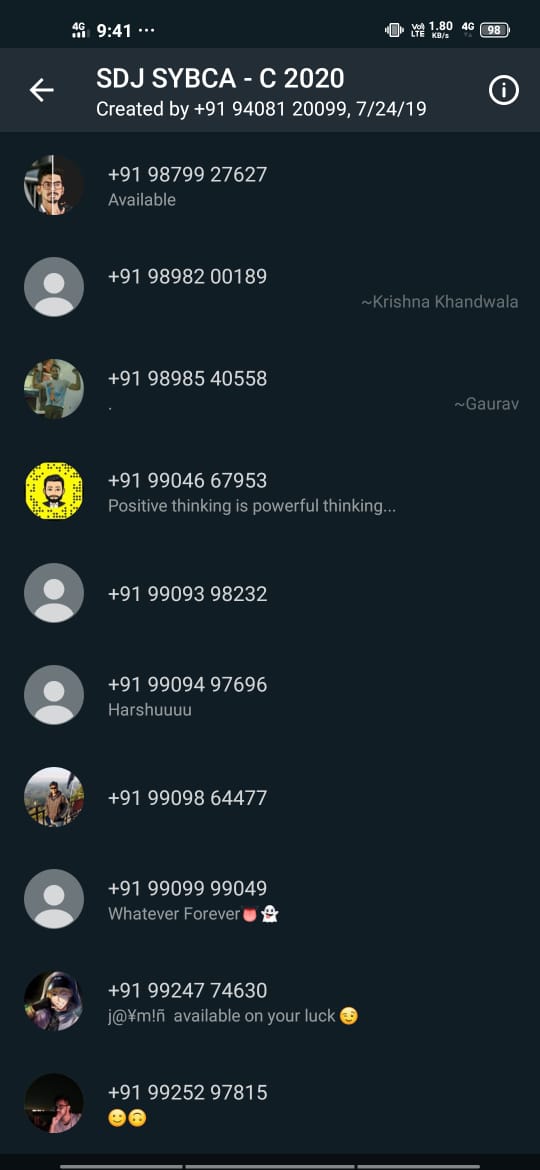 4G 9:41 ... Vo) LTE 1.80 KB/s 4G 98
SDJ SYBCA - C 2020
Created by +91 94081 20099, 7/24/19
+91 98799 27627
Available
+91 98982 00189
~Krishna Khandwala
+91 98985 40558
. ~Gaurav
+91 99046 67953
Positive thinking is powerful thinking...
+91 99093 98232
+91 99094 97696
Harshuuuu
+91 99098 64477
+91 99099 99049
Whatever Forever👅👻
+91 99247 74630
j@¥m!ñ available on your luck😉
+91 99252 97815
🙂🙃